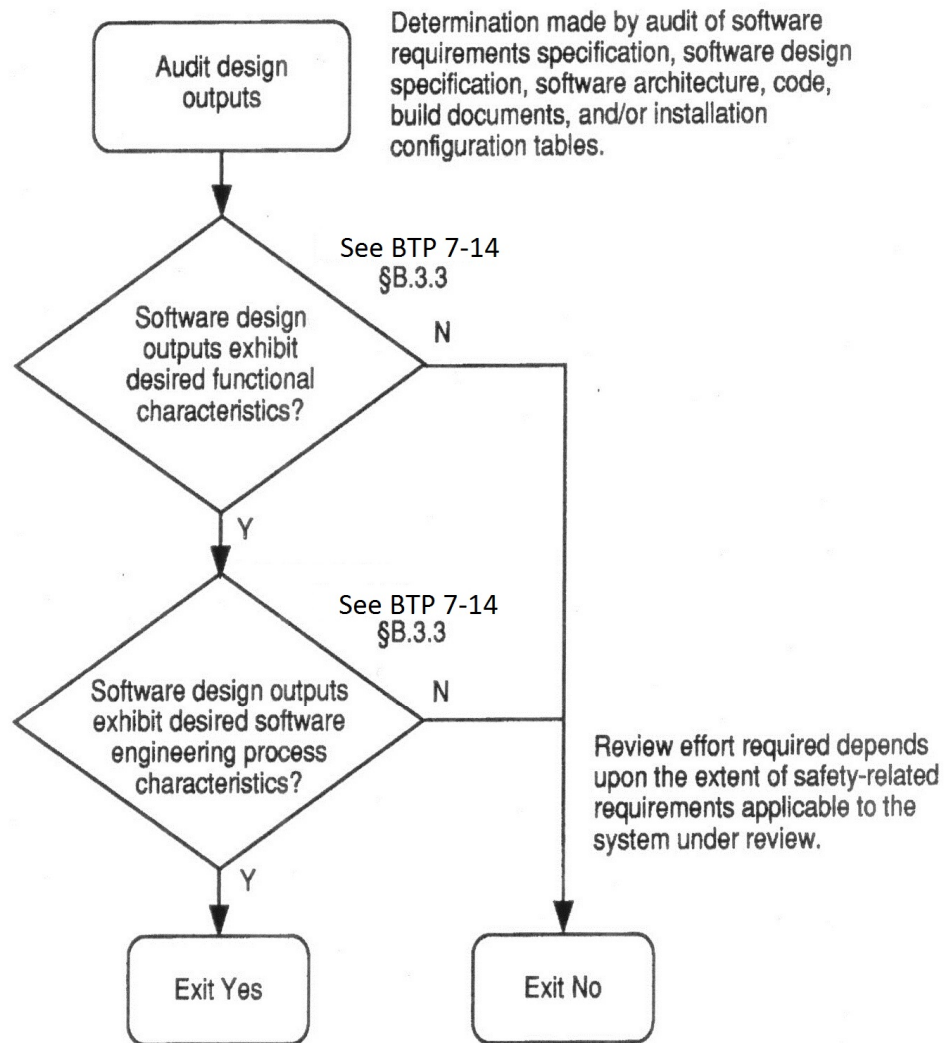 Audit design
outputs
Determination made by audit of software
requirements specification, software design
specification, software architecture, code,
build documents, and/or installation
configuration tables.
See BTP 7-14
§B.3.3
Software design
outputs exhibit
desired functional
characteristics?
N
Y
See BTP 7-14
§B.3.3
Software design outputs
exhibit desired software
engineering process
characteristics?
N
Review effort required depends
upon the extent of safety-related
requirements applicable to the
system under review.
Y
Exit Yes
Exit No